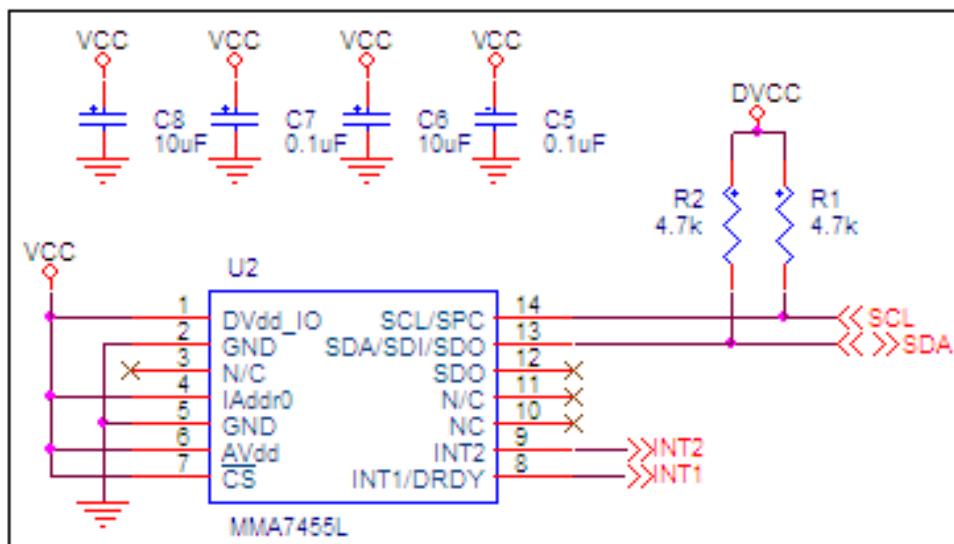 VCC VCC VCC VCC
C8 10uF
C7 0.1uF
C6 10uF
C5 0.1uF
DVCC
R2 4.7k
R1 4.7k
VCC
U2
1 DVdd_IO
2 GND
3 N/C
4 IAddr0
5 GND
6 AVdd
7 CS
14 SCL/SPC
13 SDA/SDI/SDO
12 SDO
11 N/C
10 NC
9 INT2
8 INT1/DRDY
SCL
SDA
INT2
INT1
MMA7455L